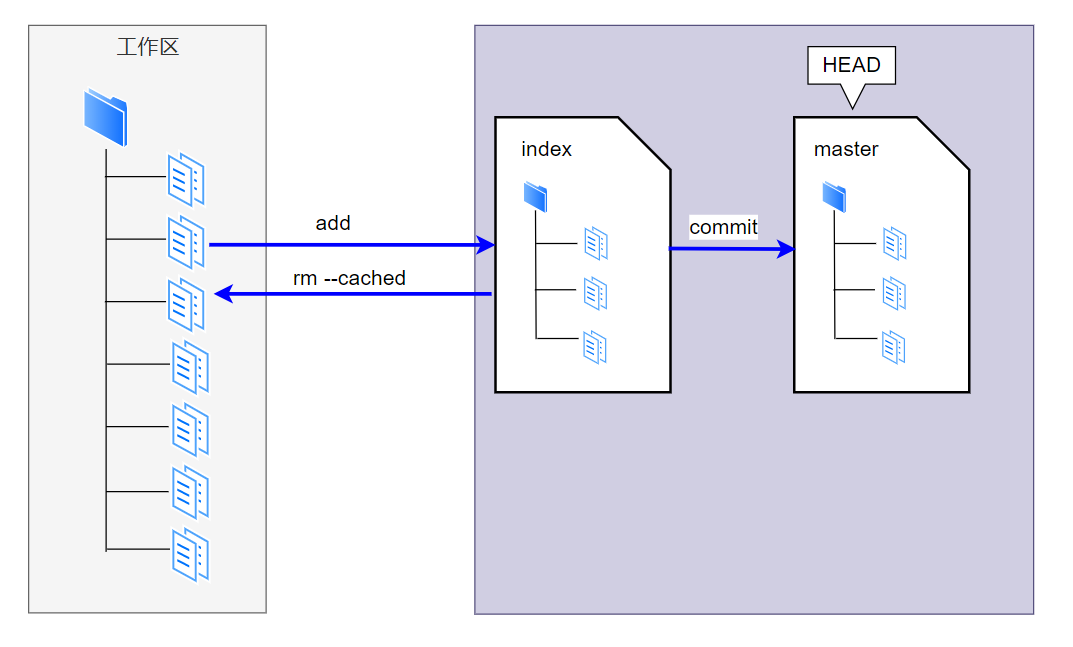 工作区
HEAD
index
master
add
commit
rm --cached